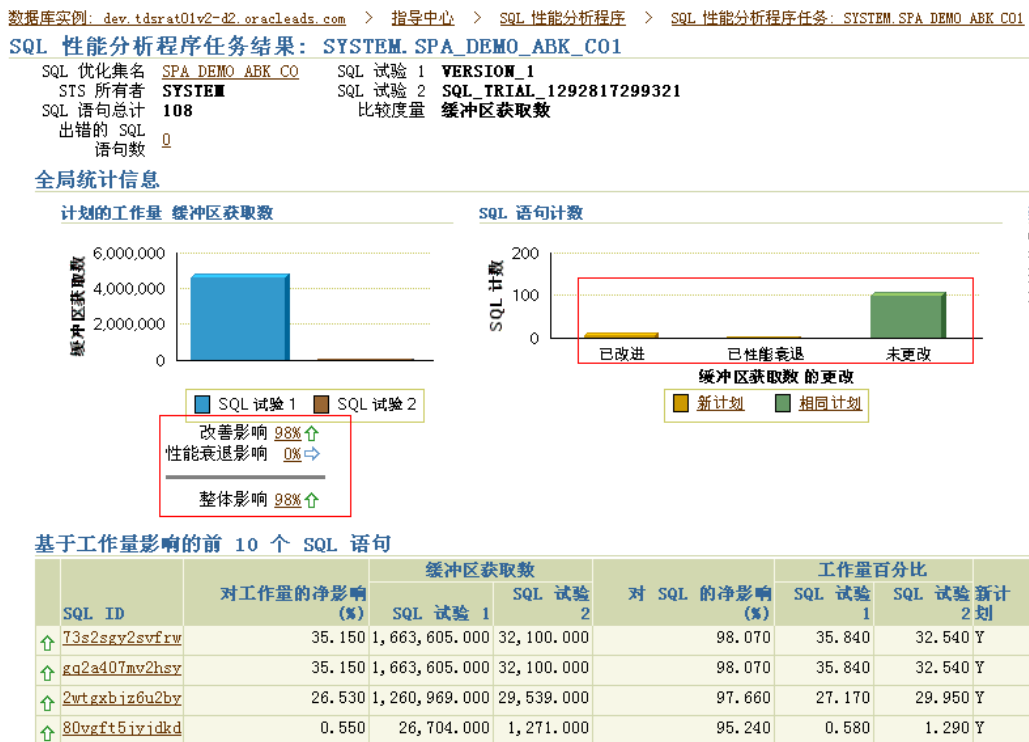 数据库实例: dev.tdsrat01v2-d2.oracleads.com > 指导中心 > SQL 性能分析程序 > SQL 性能分析程序任务: SYSTEM.SPA_DEMO_ABK_CO1
SQL 性能分析程序任务结果: SYSTEM.SPA_DEMO_ABK_CO1
SQL 优化集名 SPA_DEMO_ABK_CO SQL 试验 1 VERSION_1
STS 所有者 SYSTEM SQL 试验 2 SQL_TRIAL_1292817299321
SQL 语句总计 108 比较度量 缓冲区获取数
出错的 SQL 语句数 0
全局统计信息
计划的工作量 缓冲区获取数
缓冲区获取数
6,000,000
4,000,000
2,000,000
0
SQL 试验 1 SQL 试验 2
改善影响 98%
性能衰退影响 0%
整体影响 98%
SQL 语句计数
SQL 计数
200
100
0
已改进 已性能衰退 未更改
缓冲区获取数 的更改
新计划 相同计划
基于工作量影响的前 10 个 SQL 语句
缓冲区获取数 工作量百分比
SQL ID 对工作量的净影响 (%) SQL 试验 1 SQL 试验 2 对 SQL 的净影响 (%) SQL 试验 1 SQL 试验 2 新计划
73s2sgy2svfrw 35.150 1,663,605.000 32,100.000 98.070 35.840 32.540 Y
gq2a407mv2hsy 35.150 1,663,605.000 32,100.000 98.070 35.840 32.540 Y
2wtgxbjz6u2by 26.530 1,260,969.000 29,539.000 97.660 27.170 29.950 Y
80vgft5jyjdkd 0.550 26,704.000 1,271.000 95.240 0.580 1.290 Y